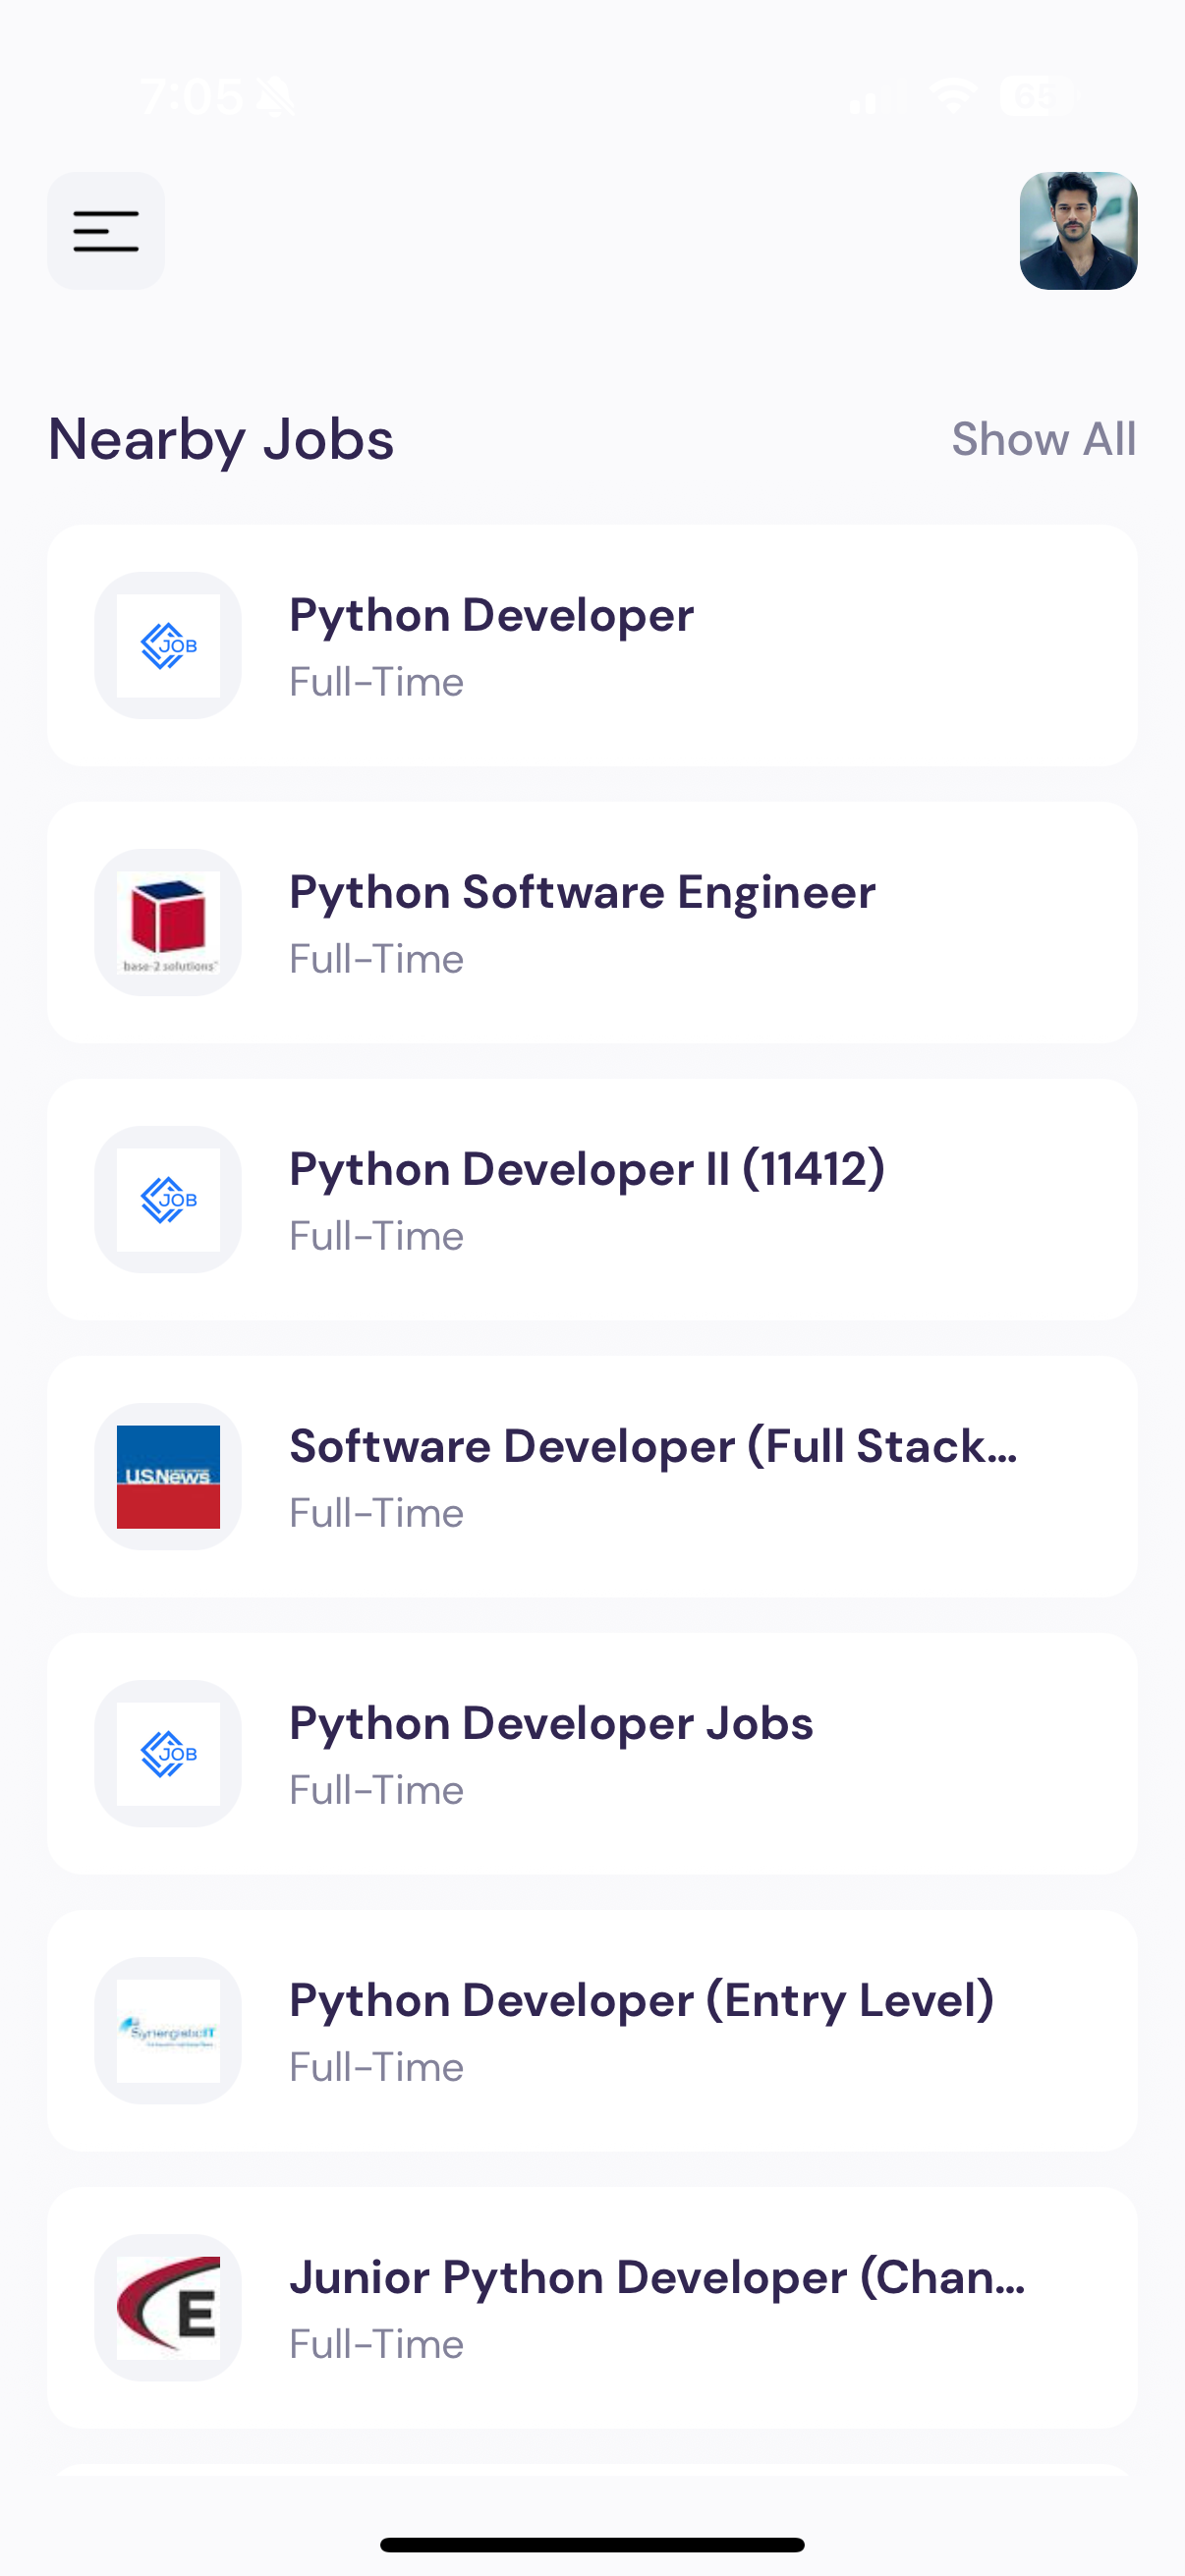 7:05
65
Nearby Jobs
Show All
JOB
Python Developer
Full-Time
base-2 solutions
Python Software Engineer
Full-Time
JOB
Python Developer II (11412)
Full-Time
U.S.News
Software Developer (Full Stack...
Full-Time
JOB
Python Developer Jobs
Full-Time
SynergisticIT
Python Developer (Entry Level)
Full-Time
E
Junior Python Developer (Chan...
Full-Time